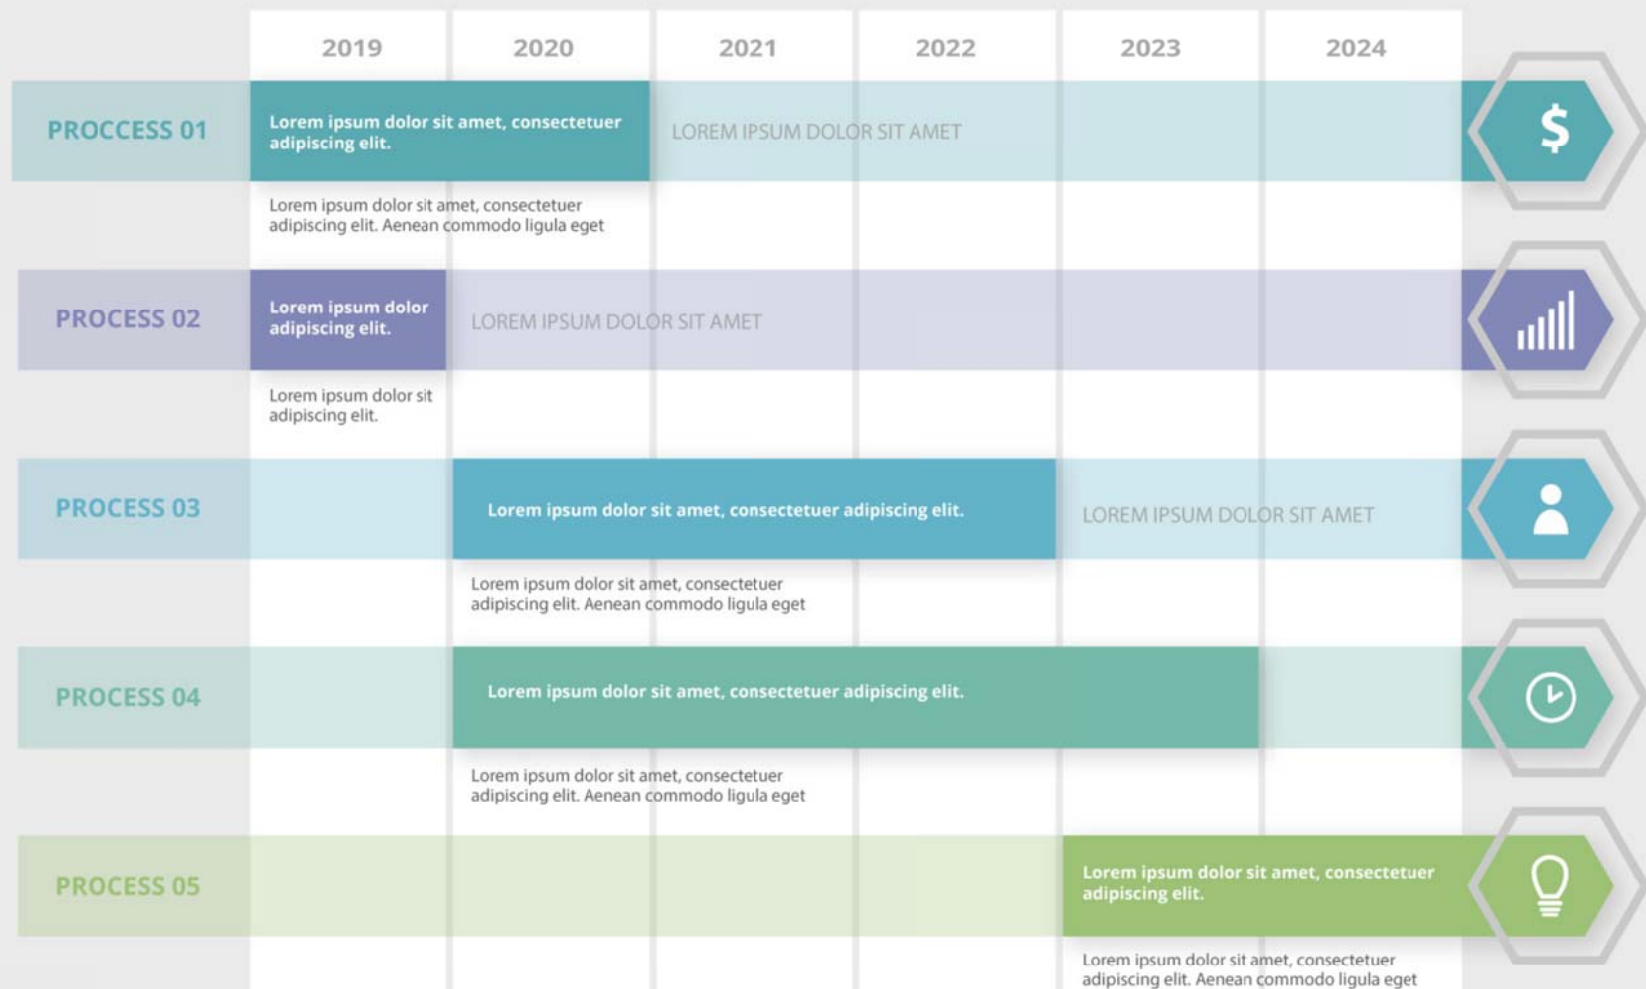 2019 2020 2021 2022 2023 2024
PROCCESS 01
Lorem ipsum dolor sit amet, consectetuer
adipiscing elit.
LOREM IPSUM DOLOR SIT AMET
$
Lorem ipsum dolor sit amet, consectetuer
adipiscing elit. Aenean commodo ligula eget
PROCESS 02
Lorem ipsum dolor
adipiscing elit.
LOREM IPSUM DOLOR SIT AMET
Lorem ipsum dolor sit
adipiscing elit.
PROCESS 03
Lorem ipsum dolor sit amet, consectetuer adipiscing elit.
LOREM IPSUM DOLOR SIT AMET
Lorem ipsum dolor sit amet, consectetuer
adipiscing elit. Aenean commodo ligula eget
PROCESS 04
Lorem ipsum dolor sit amet, consectetuer adipiscing elit.
Lorem ipsum dolor sit amet, consectetuer
adipiscing elit. Aenean commodo ligula eget
PROCESS 05
Lorem ipsum dolor sit amet, consectetuer
adipiscing elit.
Lorem ipsum dolor sit amet, consectetuer
adipiscing elit. Aenean commodo ligula eget